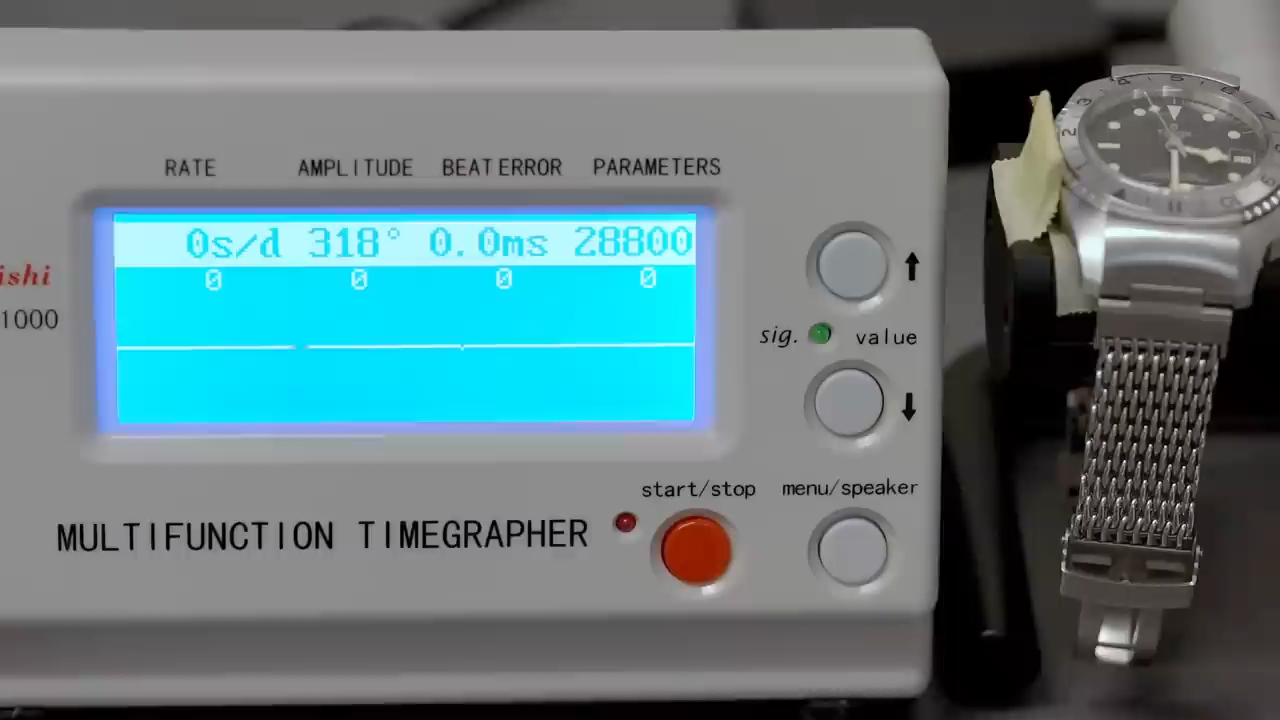 RATE AMPLITUDE BEAT ERROR PARAMETERS
0s/d 318° 0.0ms 28800
0 0 0 0
ishi
1000
sig. value
start/stop menu/speaker
MULTIFUNCTION TIMEGRAPHER